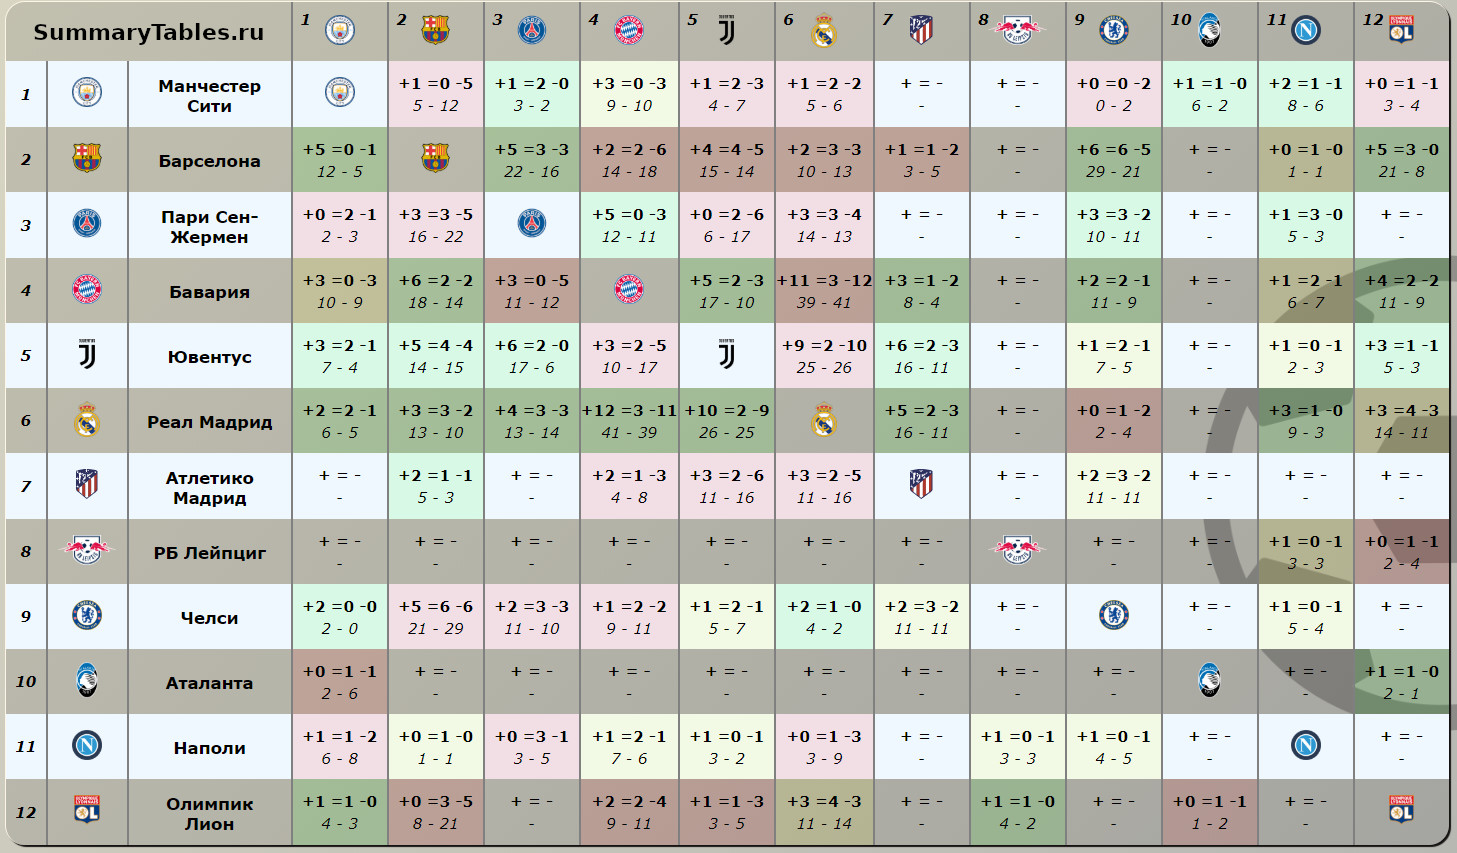 SummaryTables.ru 1 2 3 4 5 6 7 8 9 10 11 12
1 Манчестер Сити +1 =0 -5 +1 =2 -0 +3 =0 -3 +1 =2 -3 +1 =2 -2 + = - + = - +0 =0 -2 +1 =1 -0 +2 =1 -1 +0 =1 -1
5 - 12 3 - 2 9 - 10 4 - 7 5 - 6 - - 0 - 2 6 - 2 8 - 6 3 - 4
2 Барселона +5 =0 -1 +5 =3 -3 +2 =2 -6 +4 =4 -5 +2 =3 -3 +1 =1 -2 + = - +6 =6 -5 + = - +0 =1 -0 +5 =3 -0
12 - 5 22 - 16 14 - 18 15 - 14 10 - 13 3 - 5 - 29 - 21 - 1 - 1 21 - 8
3 Пари Сен-Жермен +0 =2 -1 +3 =3 -5 +5 =0 -3 +0 =2 -6 +3 =3 -4 + = - + = - +3 =3 -2 + = - +1 =3 -0 + = -
2 - 3 16 - 22 12 - 11 6 - 17 14 - 13 - - 10 - 11 - 5 - 3 -
4 Бавария +3 =0 -3 +6 =2 -2 +3 =0 -5 +5 =2 -3 +11 =3 -12 +3 =1 -2 + = - +2 =2 -1 + = - +1 =2 -1 +4 =2 -2
10 - 9 18 - 14 11 - 12 17 - 10 39 - 41 8 - 4 - 11 - 9 - 6 - 7 11 - 9
5 Ювентус +3 =2 -1 +5 =4 -4 +6 =2 -0 +3 =2 -5 +9 =2 -10 +6 =2 -3 + = - +1 =2 -1 + = - +1 =0 -1 +3 =1 -1
7 - 4 14 - 15 17 - 6 10 - 17 25 - 26 16 - 11 - 7 - 5 - 2 - 3 5 - 3
6 Реал Мадрид +2 =2 -1 +3 =3 -2 +4 =3 -3 +12 =3 -11 +10 =2 -9 +5 =2 -3 + = - +0 =1 -2 + = - +3 =1 -0 +3 =4 -3
6 - 5 13 - 10 13 - 14 41 - 39 26 - 25 16 - 11 - 2 - 4 - 9 - 3 14 - 11
7 Атлетико Мадрид + = - +2 =1 -1 + = - +2 =1 -3 +3 =2 -6 +3 =2 -5 + = - +2 =3 -2 + = - + = - + = -
- 5 - 3 - 4 - 8 11 - 16 11 - 16 - 11 - 11 - - -
8 РБ Лейпциг + = - + = - + = - + = - + = - + = - + = - + = - + = - +1 =0 -1 +0 =1 -1
- - - - - - - - - 3 - 3 2 - 4
9 Челси +2 =0 -0 +5 =6 -6 +2 =3 -3 +1 =2 -2 +1 =2 -1 +2 =1 -0 +2 =3 -2 + = - + = - +1 =0 -1 + = -
2 - 0 21 - 29 11 - 10 9 - 11 5 - 7 4 - 2 11 - 11 - - 5 - 4 -
10 Аталанта +0 =1 -1 + = - + = - + = - + = - + = - + = - + = - + = - + = - +1 =1 -0
2 - 6 - - - - - - - - - 2 - 1
11 Наполи +1 =1 -2 +0 =1 -0 +0 =3 -1 +1 =2 -1 +1 =0 -1 +0 =1 -3 + = - +1 =0 -1 +1 =0 -1 + = - + = -
6 - 8 1 - 1 3 - 5 7 - 6 3 - 2 3 - 9 - 3 - 3 4 - 5 - -
12 Олимпик Лион +1 =1 -0 +0 =3 -5 + = - +2 =2 -4 +1 =1 -3 +3 =4 -3 + = - +1 =1 -0 + = - +0 =1 -1 + = -
4 - 3 8 - 21 - 9 - 11 3 - 5 11 - 14 - 4 - 2 - 1 - 2 -